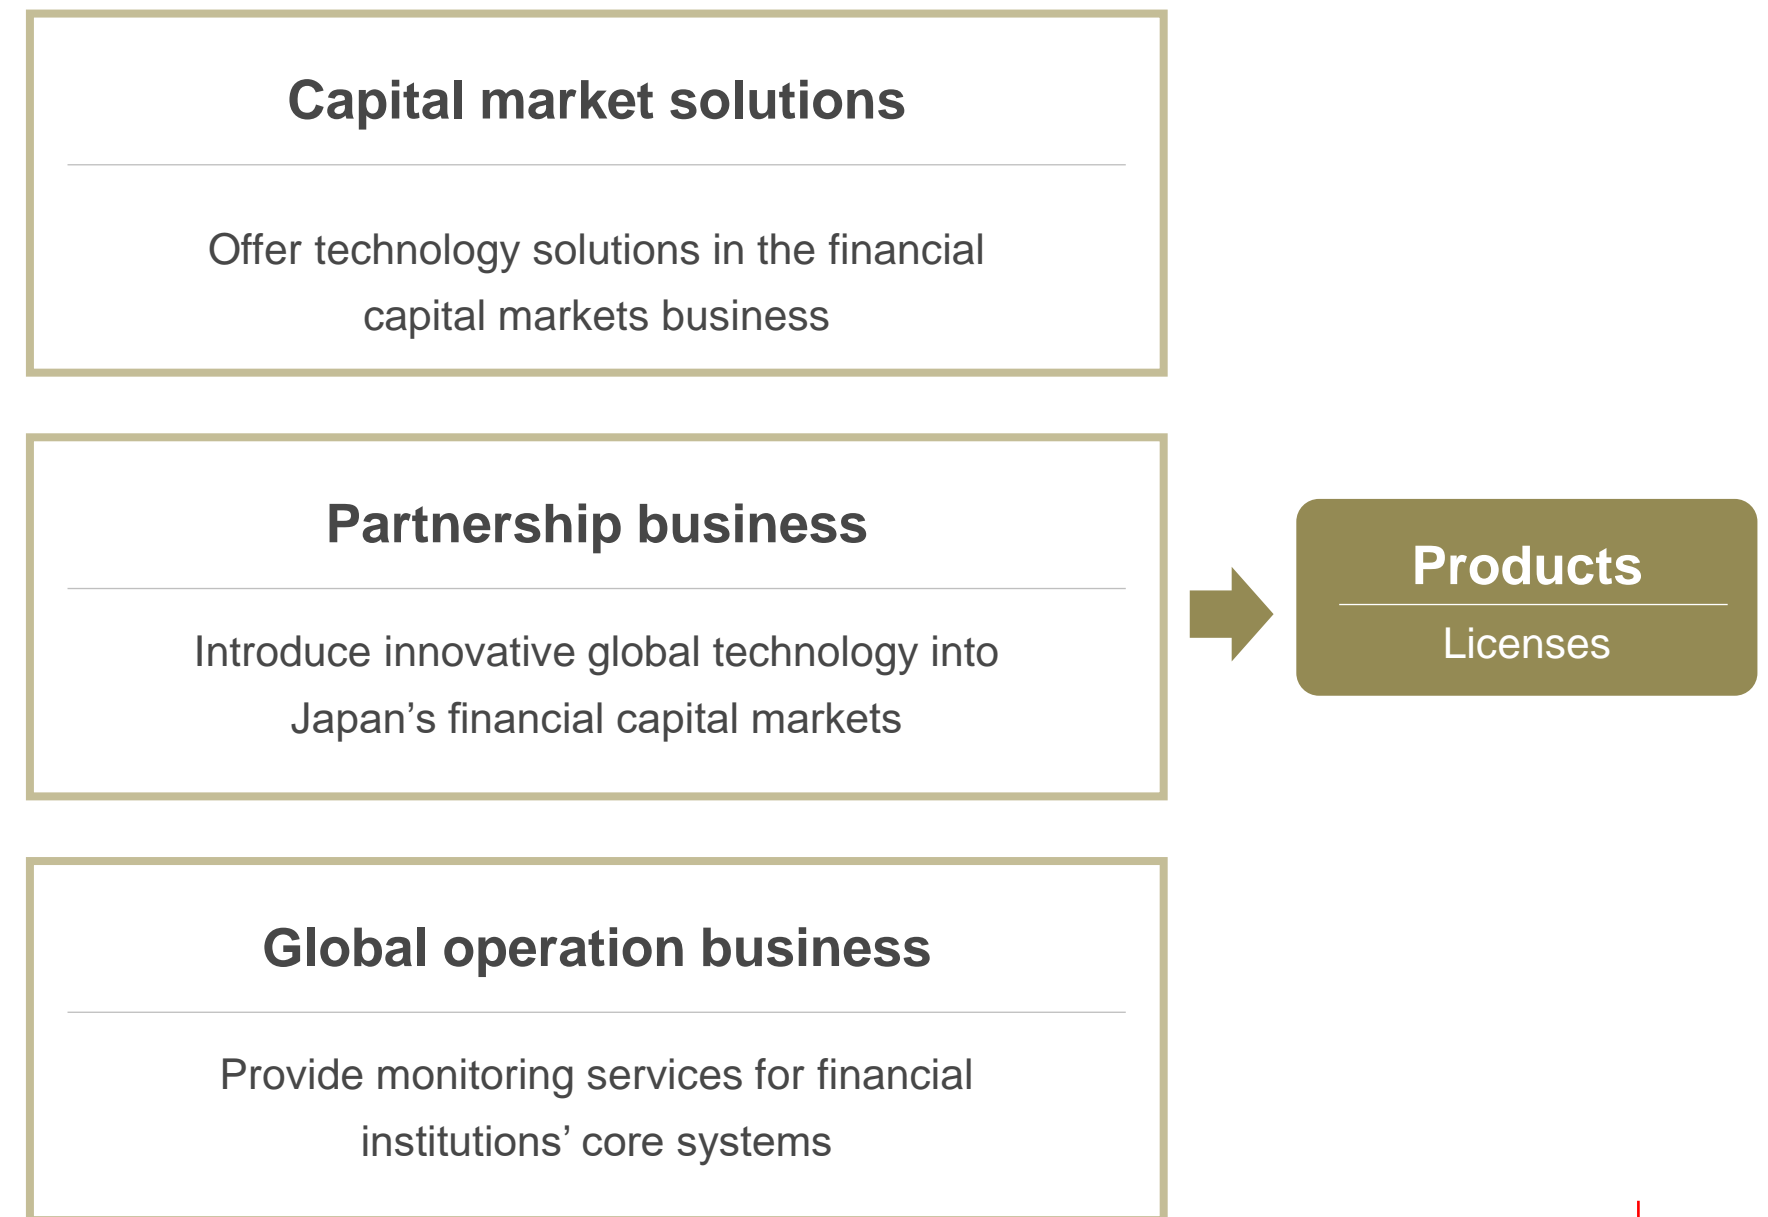 Capital market solutions
Offer technology solutions in the financial
capital markets business
Partnership business
Introduce innovative global technology into
Japan’s financial capital markets
Products
Licenses
Global operation business
Provide monitoring services for financial
institutions’ core systems